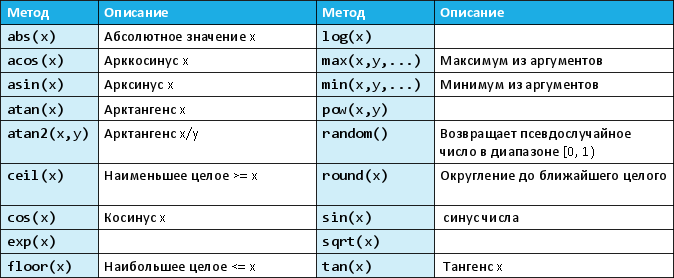 Метод Описание Метод Описание
abs(x) Абсолютное значение x log(x)
acos(x) Арккосинус x max(x,y,...) Максимум из аргументов
asin(x) Арксинус x min(x,y,...) Минимум из аргументов
atan(x) Арктангенс x pow(x,y)
atan2(x,y) Арктангенс x/y random() Возвращает псевдослучайное
число в диапазоне [0, 1)
ceil(x) Наименьшее целое >= x round(x) Округление до ближайшего целого
cos(x) Косинус x sin(x) синус числа
exp(x) sqrt(x)
floor(x) Наибольшее целое <= x tan(x) Тангенс x